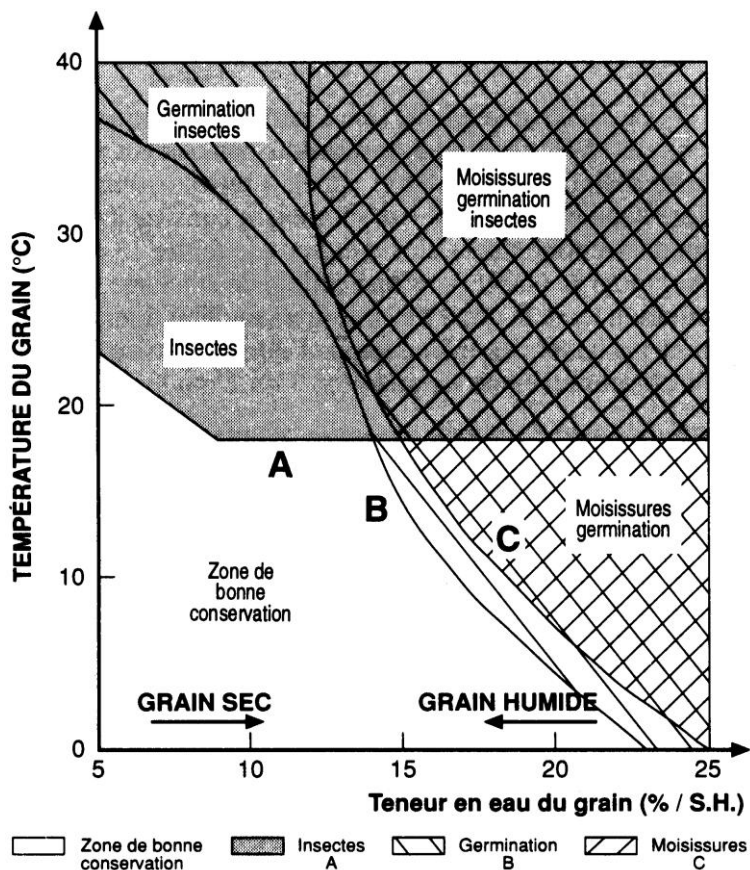 TEMPÉRATURE DU GRAIN (°C)
40
30
20
10
0
Germination
insectes
Moisissures
germination
insectes
Insectes
A
B
C
Moisissures
germination
Zone de
bonne
conservation
GRAIN SEC
GRAIN HUMIDE
5
10
15
20
25
Teneur en eau du grain (% / S.H.)
Zone de bonne
conservation
Insectes
A
Germination
B
Moisissures
C